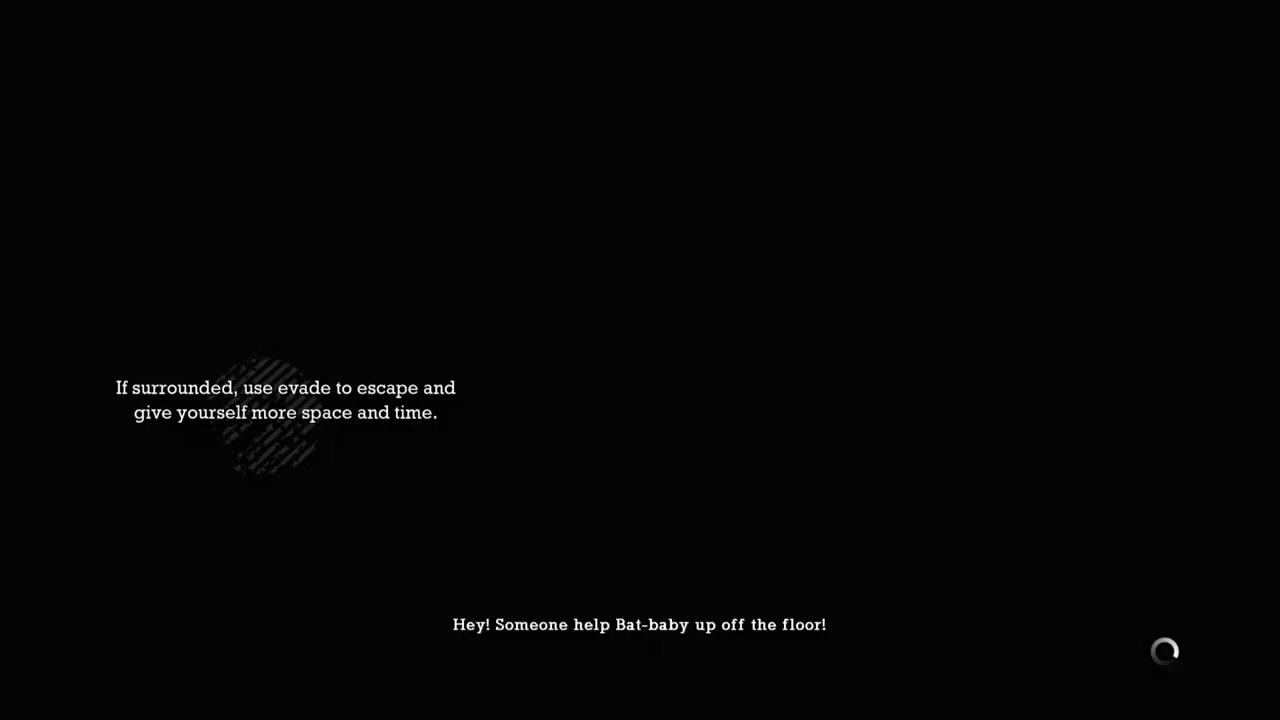 If surrounded, use evade to escape and
give yourself more space and time.
Hey! Someone help Bat-baby up off the floor!